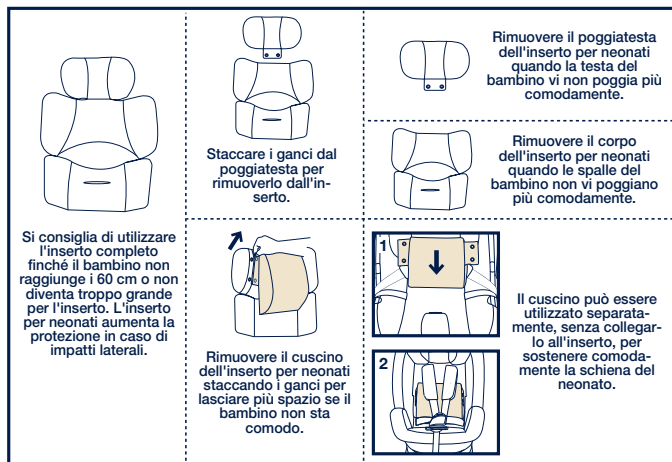 Si consiglia di utilizzare
l'inserto completo
finché il bambino non
raggiunge i 60 cm o non
diventa troppo grande
per l'inserto. L'inserto
per neonati aumenta la
protezione in caso di
impatti laterali.
Staccare i ganci dal
poggiatesta per
rimuoverlo dall'in-
serto.
Rimuovere il poggiatesta
dell'inserto per neonati
quando la testa del
bambino vi non poggia più
comodamente.
Rimuovere il corpo
dell'inserto per neonati
quando le spalle del
bambino non vi poggiano
più comodamente.
Rimuovere il cuscino
dell'inserto per neonati
staccando i ganci per
lasciare più spazio se il
bambino non sta
comodo.
1
2
Il cuscino può essere
utilizzato separata-
mente, senza collegar-
lo all'inserto, per
sostenere comoda-
mente la schiena del
neonato.